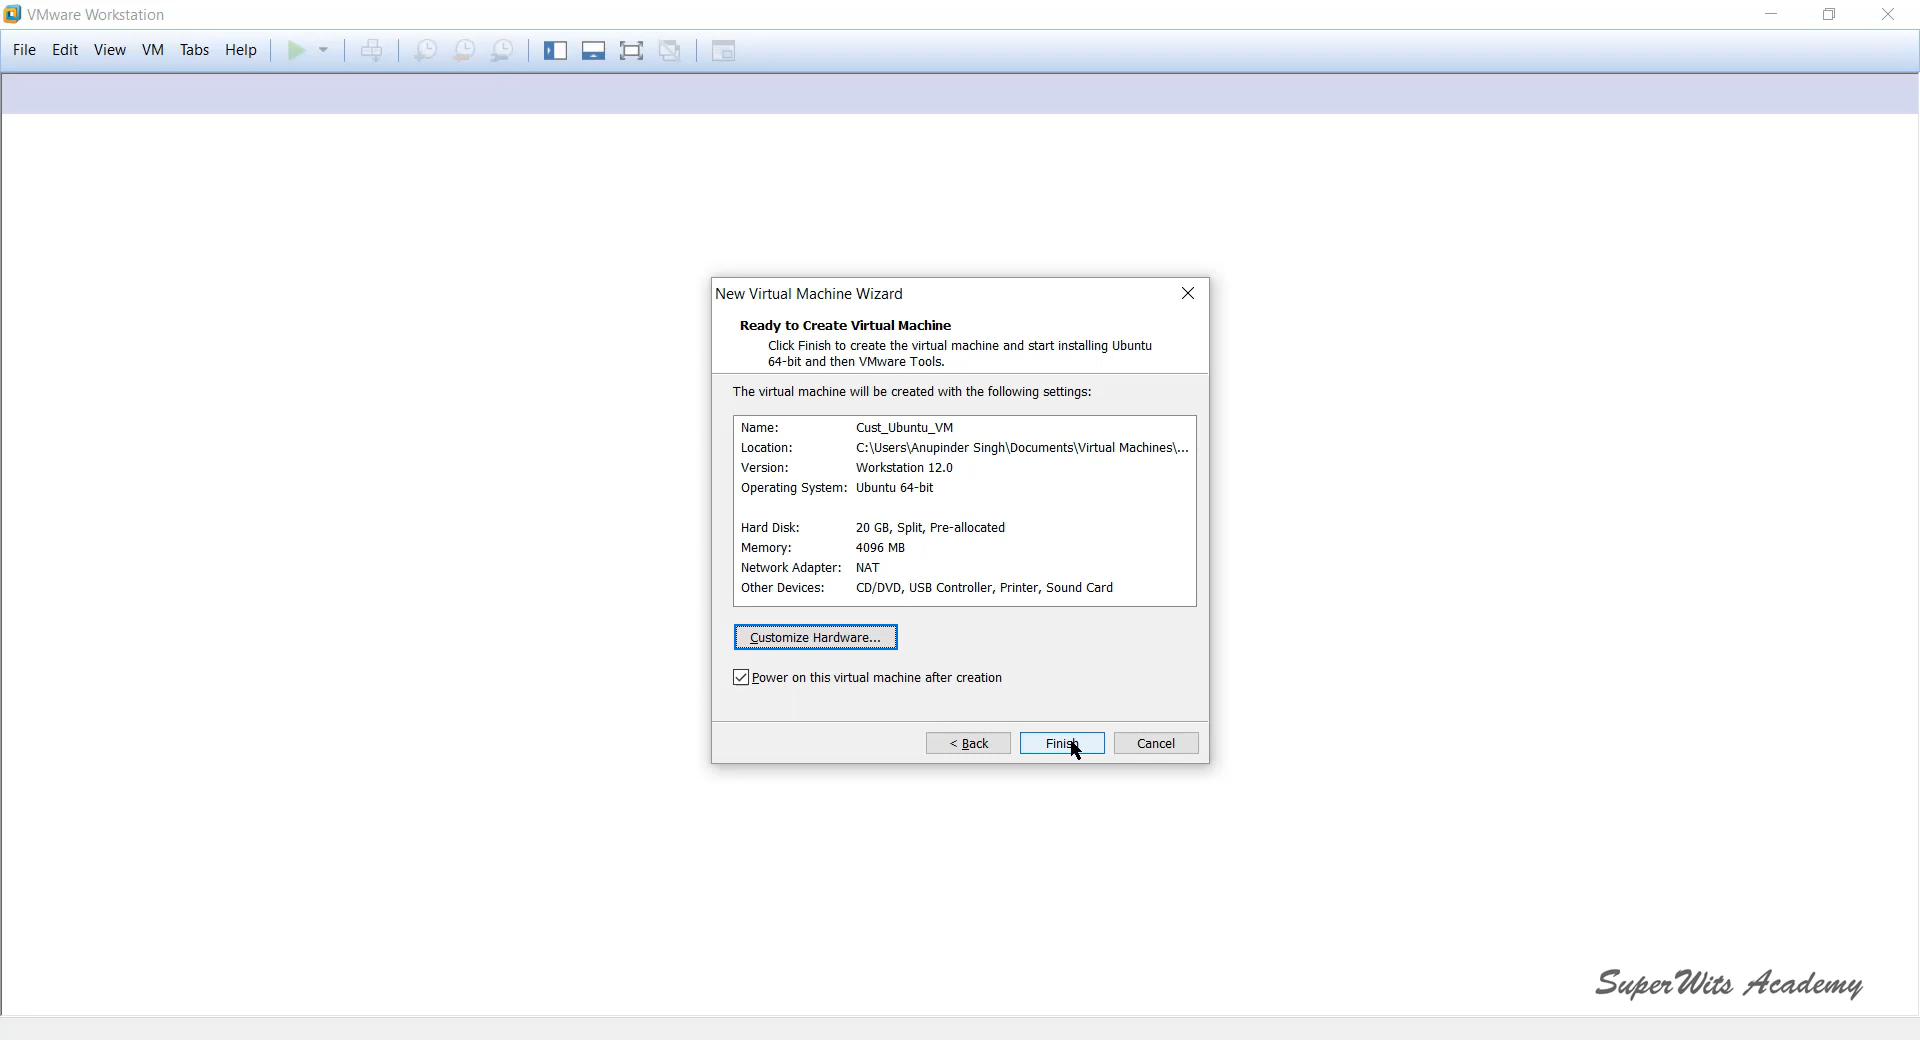 VMware Workstation
File Edit View VM Tabs Help
New Virtual Machine Wizard
Ready to Create Virtual Machine
Click Finish to create the virtual machine and start installing Ubuntu
64-bit and then VMware Tools.
The virtual machine will be created with the following settings:
Name: Cust_Ubuntu_VM
Location: C:\Users\Anupinder Singh\Documents\Virtual Machines\...
Version: Workstation 12.0
Operating System: Ubuntu 64-bit
Hard Disk: 20 GB, Split, Pre-allocated
Memory: 4096 MB
Network Adapter: NAT
Other Devices: CD/DVD, USB Controller, Printer, Sound Card
Customize Hardware...
Power on this virtual machine after creation
< Back Finish Cancel
SuperWits Academy